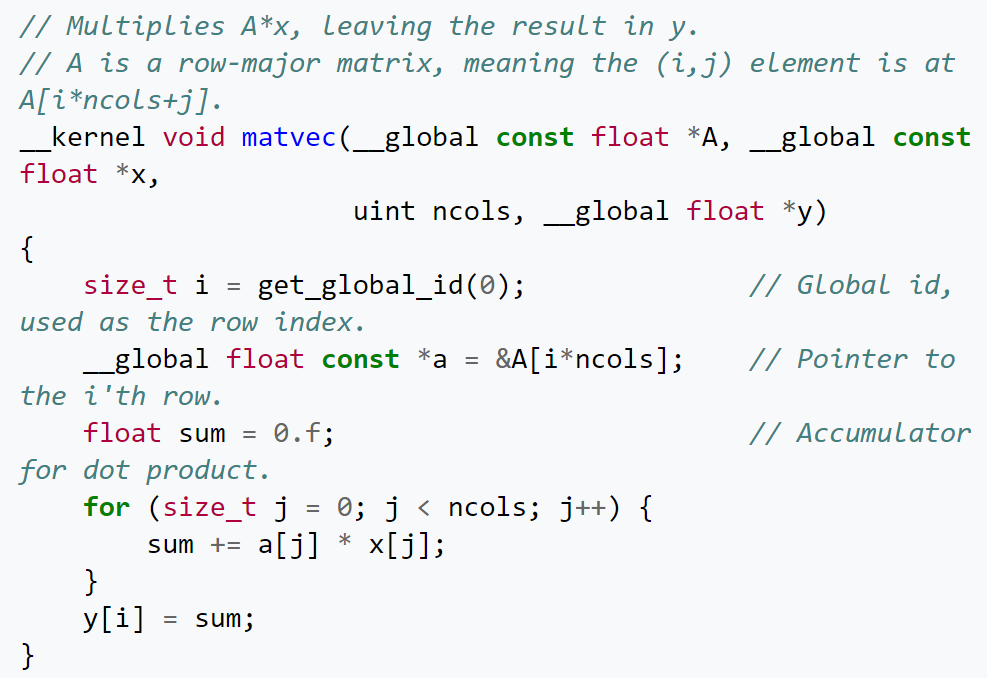 // Multiplies A*x, leaving the result in y.
// A is a row-major matrix, meaning the (i,j) element is at
A[i*ncols+j].
__kernel void matvec(__global const float *A, __global const
float *x,
                     uint ncols, __global float *y)
{
    size_t i = get_global_id(0);              // Global id,
used as the row index.
    __global float const *a = &A[i*ncols];    // Pointer to
the i'th row.
    float sum = 0.f;                          // Accumulator
for dot product.
    for (size_t j = 0; j < ncols; j++) {
        sum += a[j] * x[j];
    }
    y[i] = sum;
}